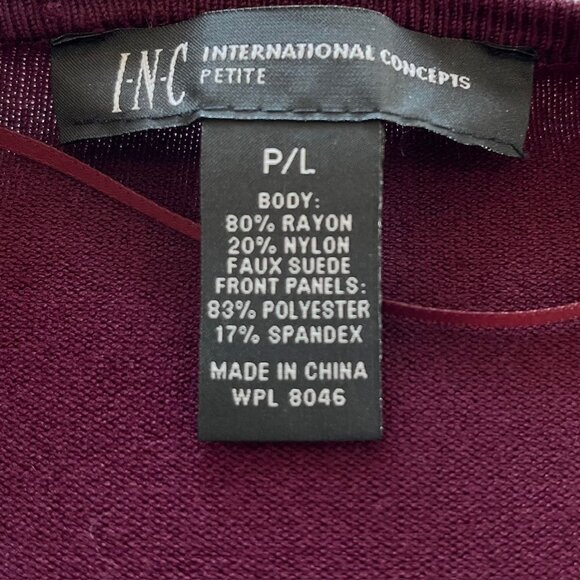 I·N·C INTERNATIONAL CONCEPTS
PETITE
P/L
BODY:
80% RAYON
20% NYLON
FAUX SUEDE
FRONT PANELS:
83% POLYESTER
17% SPANDEX
MADE IN CHINA
WPL 8046